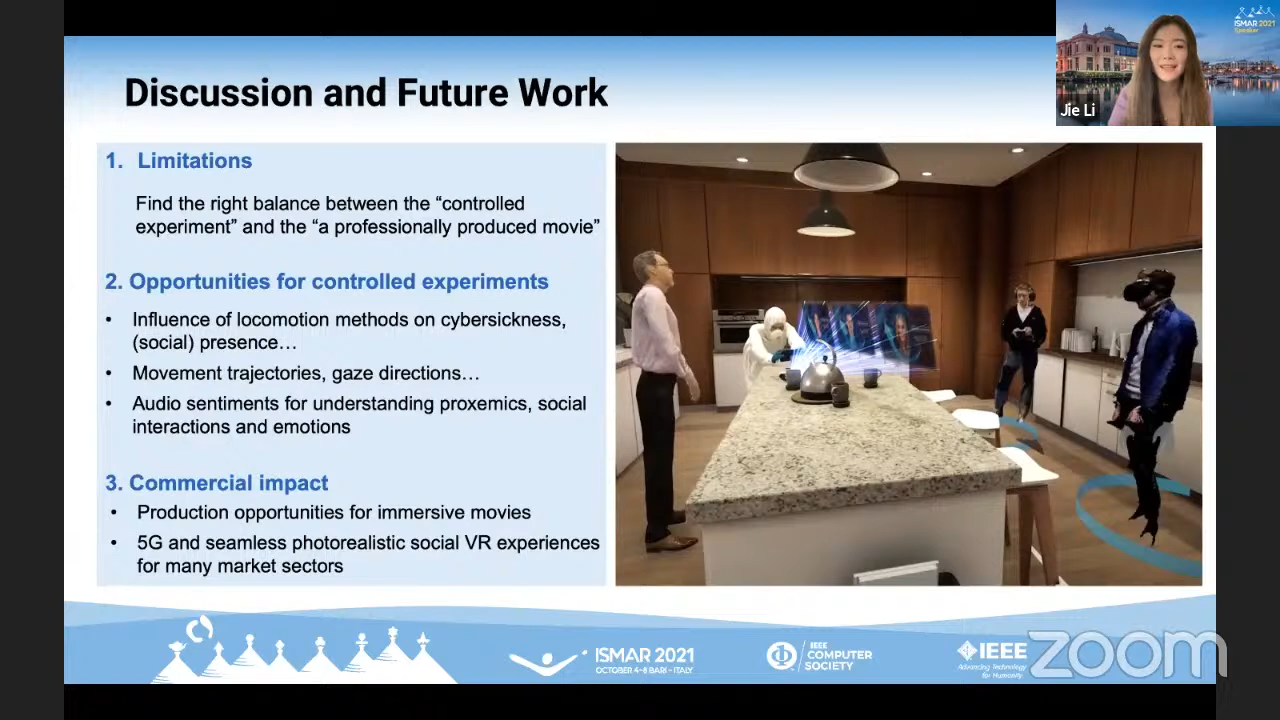 Discussion and Future Work
1. Limitations
Find the right balance between the “controlled
experiment” and the “a professionally produced movie”
2. Opportunities for controlled experiments
• Influence of locomotion methods on cybersickness,
(social) presence…
• Movement trajectories, gaze directions…
• Audio sentiments for understanding proxemics, social
interactions and emotions
3. Commercial impact
• Production opportunities for immersive movies
• 5G and seamless photorealistic social VR experiences
for many market sectors
Jie Li
ISMAR 2021
Speaker
ISMAR 2021
OCTOBER 4-8 BARI - ITALY
IEEE
COMPUTER
SOCIETY
IEEE
Advancing Technology
for Humanity
zoom